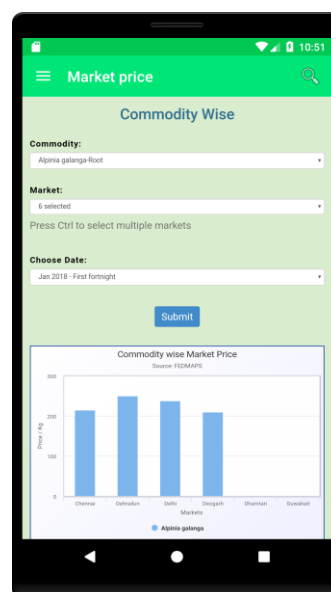 10:51
Market price
Commodity Wise
Commodity:
Alpinia galanga-Root
Market:
6 selected
Press Ctrl to select multiple markets
Choose Date:
Jan 2018 - First fortnight
Submit
Commodity wise Market Price
Source: FEDMAPS
Price / Kg
300
200
100
0
Chennai Dehradun Delhi Deogarh Dhamtari Guwahati
Markets
Alpinia galanga